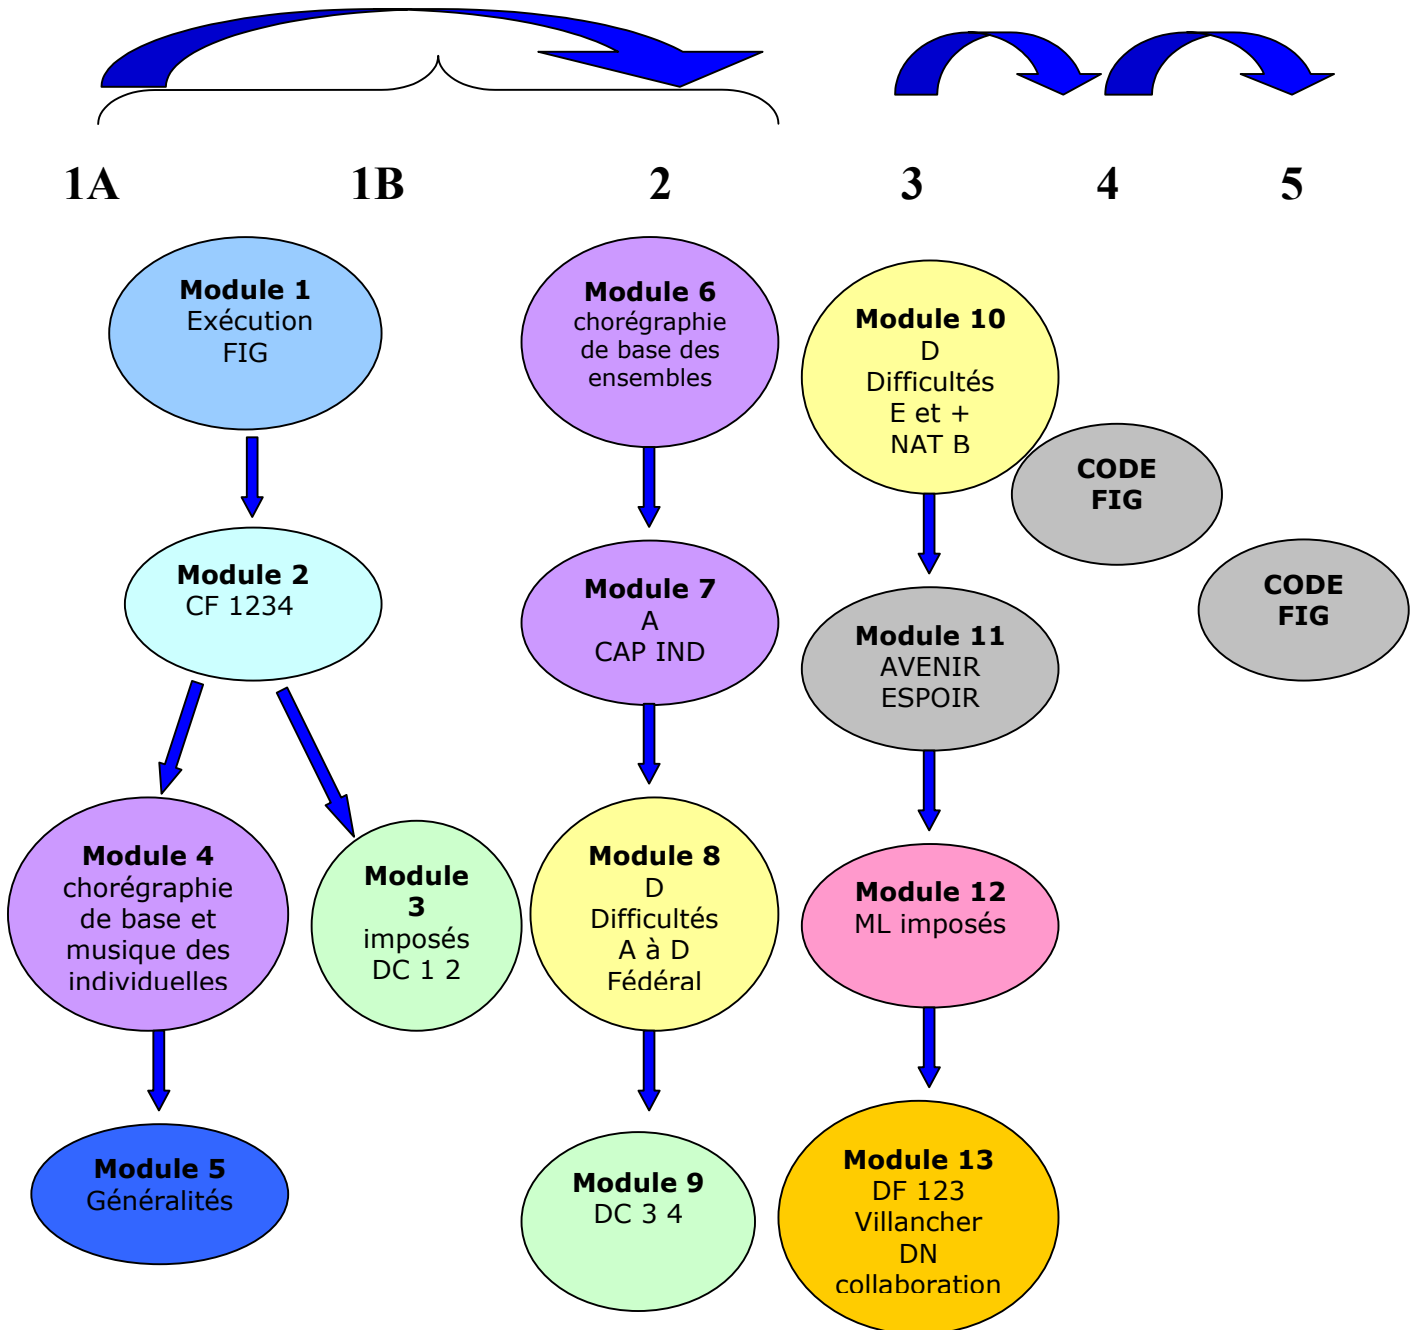 1A 1B 2 3 4 5
Module 1
Exécution
FIG
Module 2
CF 1234
Module 4
chorégraphie
de base et
musique des
individuelles
Module
3
imposés
DC 1 2
Module 5
Généralités
Module 6
chorégraphie
de base des
ensembles
Module 7
A
CAP IND
Module 8
D
Difficultés
A à D
Fédéral
Module 9
DC 3 4
Module 10
D
Difficultés
E et +
NAT B
Module 11
AVENIR
ESPOIR
Module 12
ML imposés
Module 13
DF 123
Villancher
DN
collaboration
CODE
FIG
CODE
FIG